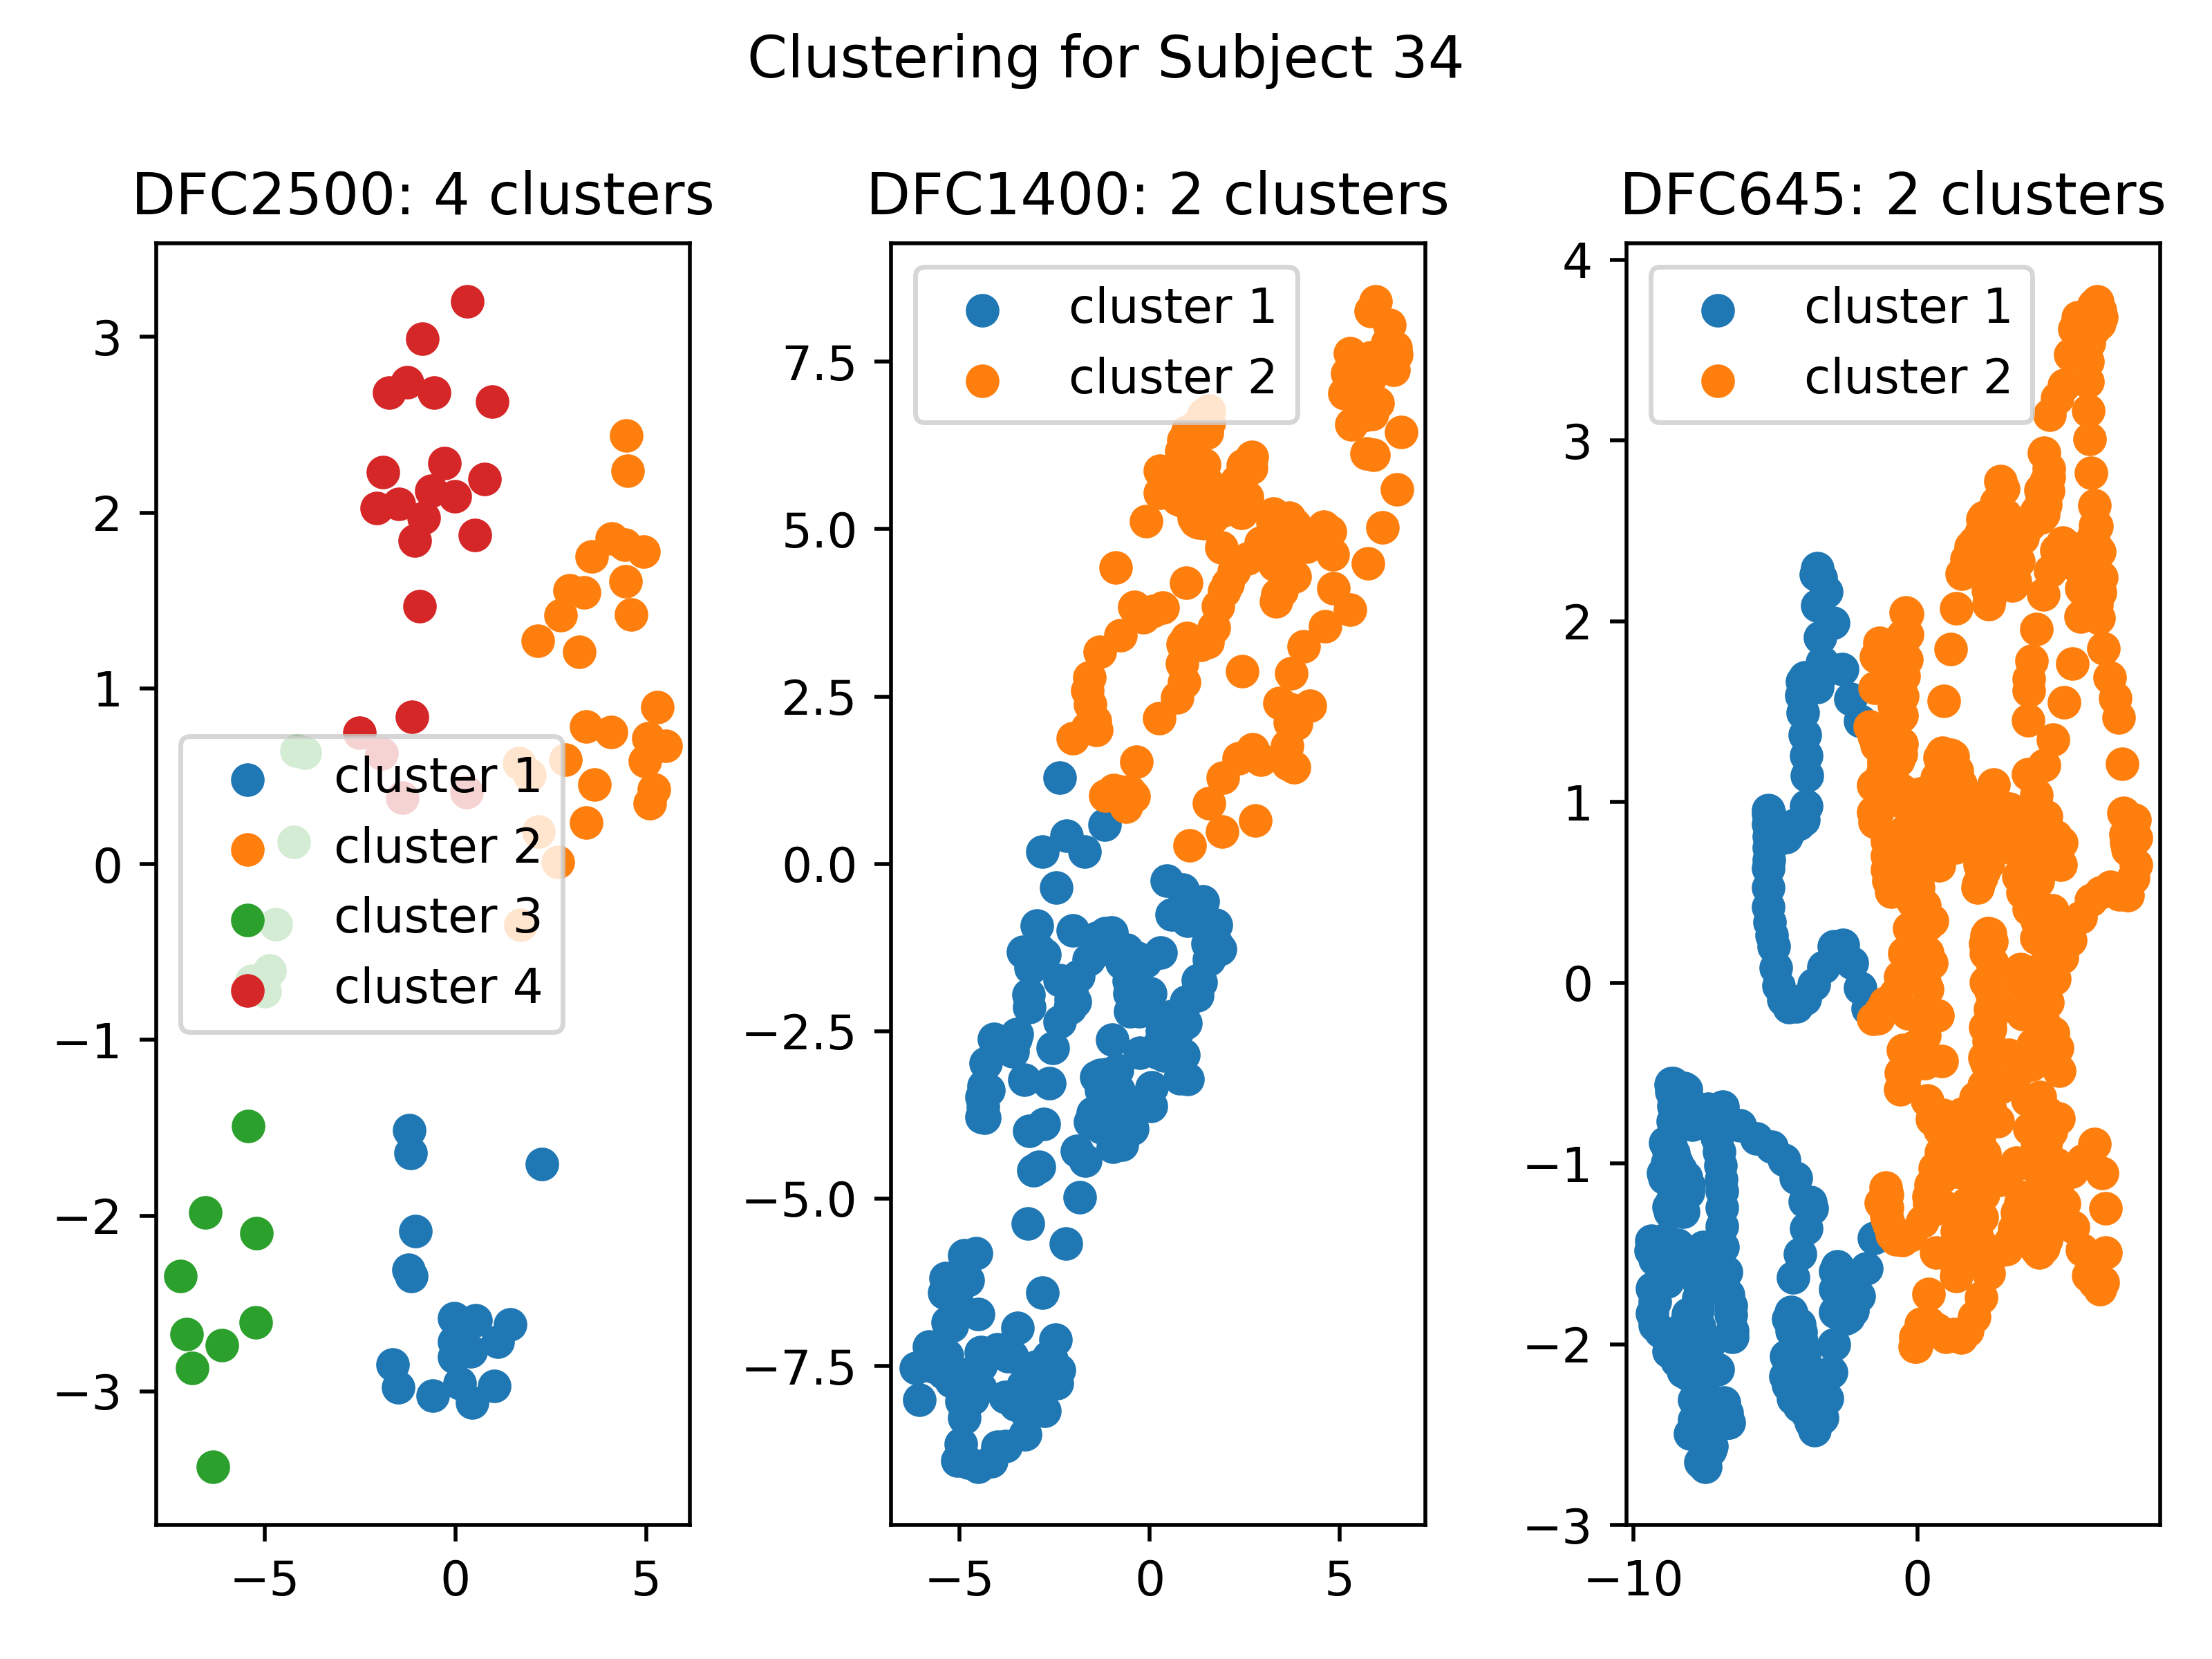 Clustering for Subject 34
DFC2500: 4 clusters
3
2
1
0
−1
−2
−3
−5
0
5
cluster 1
cluster 2
cluster 3
cluster 4
DFC1400: 2 clusters
7.5
5.0
2.5
0.0
−2.5
−5.0
−7.5
−5
0
5
cluster 1
cluster 2
DFC645: 2 clusters
4
3
2
1
0
−1
−2
−3
−10
0
cluster 1
cluster 2